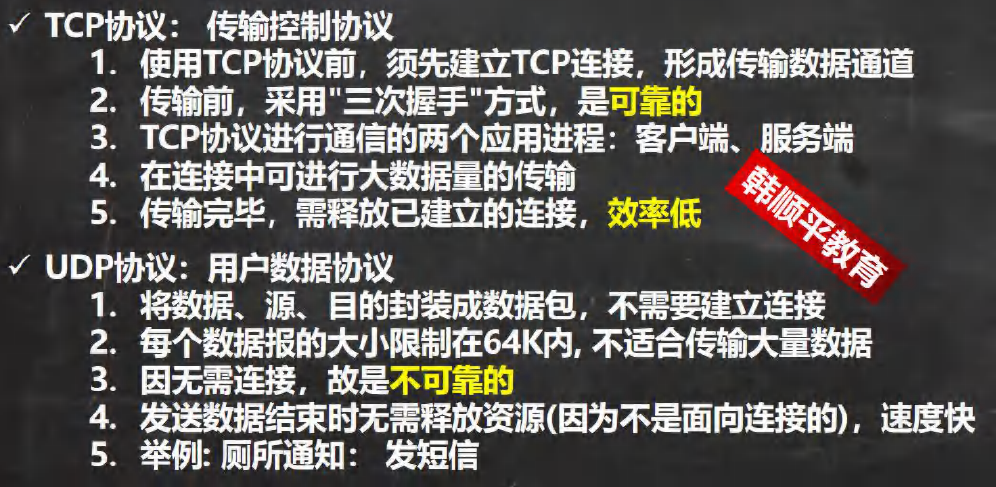 ✓ TCP协议： 传输控制协议
1. 使用TCP协议前，须先建立TCP连接，形成传输数据通道
2. 传输前，采用"三次握手"方式，是可靠的
3. TCP协议进行通信的两个应用进程：客户端、服务端
4. 在连接中可进行大数据量的传输
5. 传输完毕，需释放已建立的连接，效率低
韩顺平教育
✓ UDP协议：用户数据协议
1. 将数据、源、目的封装成数据包，不需要建立连接
2. 每个数据报的大小限制在64K内, 不适合传输大量数据
3. 因无需连接，故是不可靠的
4. 发送数据结束时无需释放资源(因为不是面向连接的)，速度快
5. 举例: 厕所通知： 发短信